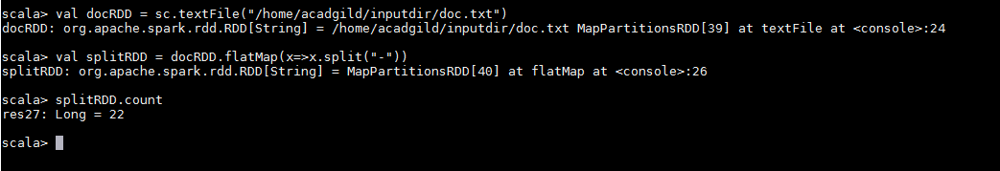 scala> val docRDD = sc.textFile("/home/acadgild/inputdir/doc.txt")
docRDD: org.apache.spark.rdd.RDD[String] = /home/acadgild/inputdir/doc.txt MapPartitionsRDD[39] at textFile at <console>:24
scala> val splitRDD = docRDD.flatMap(x=>x.split("-"))
splitRDD: org.apache.spark.rdd.RDD[String] = MapPartitionsRDD[40] at flatMap at <console>:26
scala> splitRDD.count
res27: Long = 22
scala>